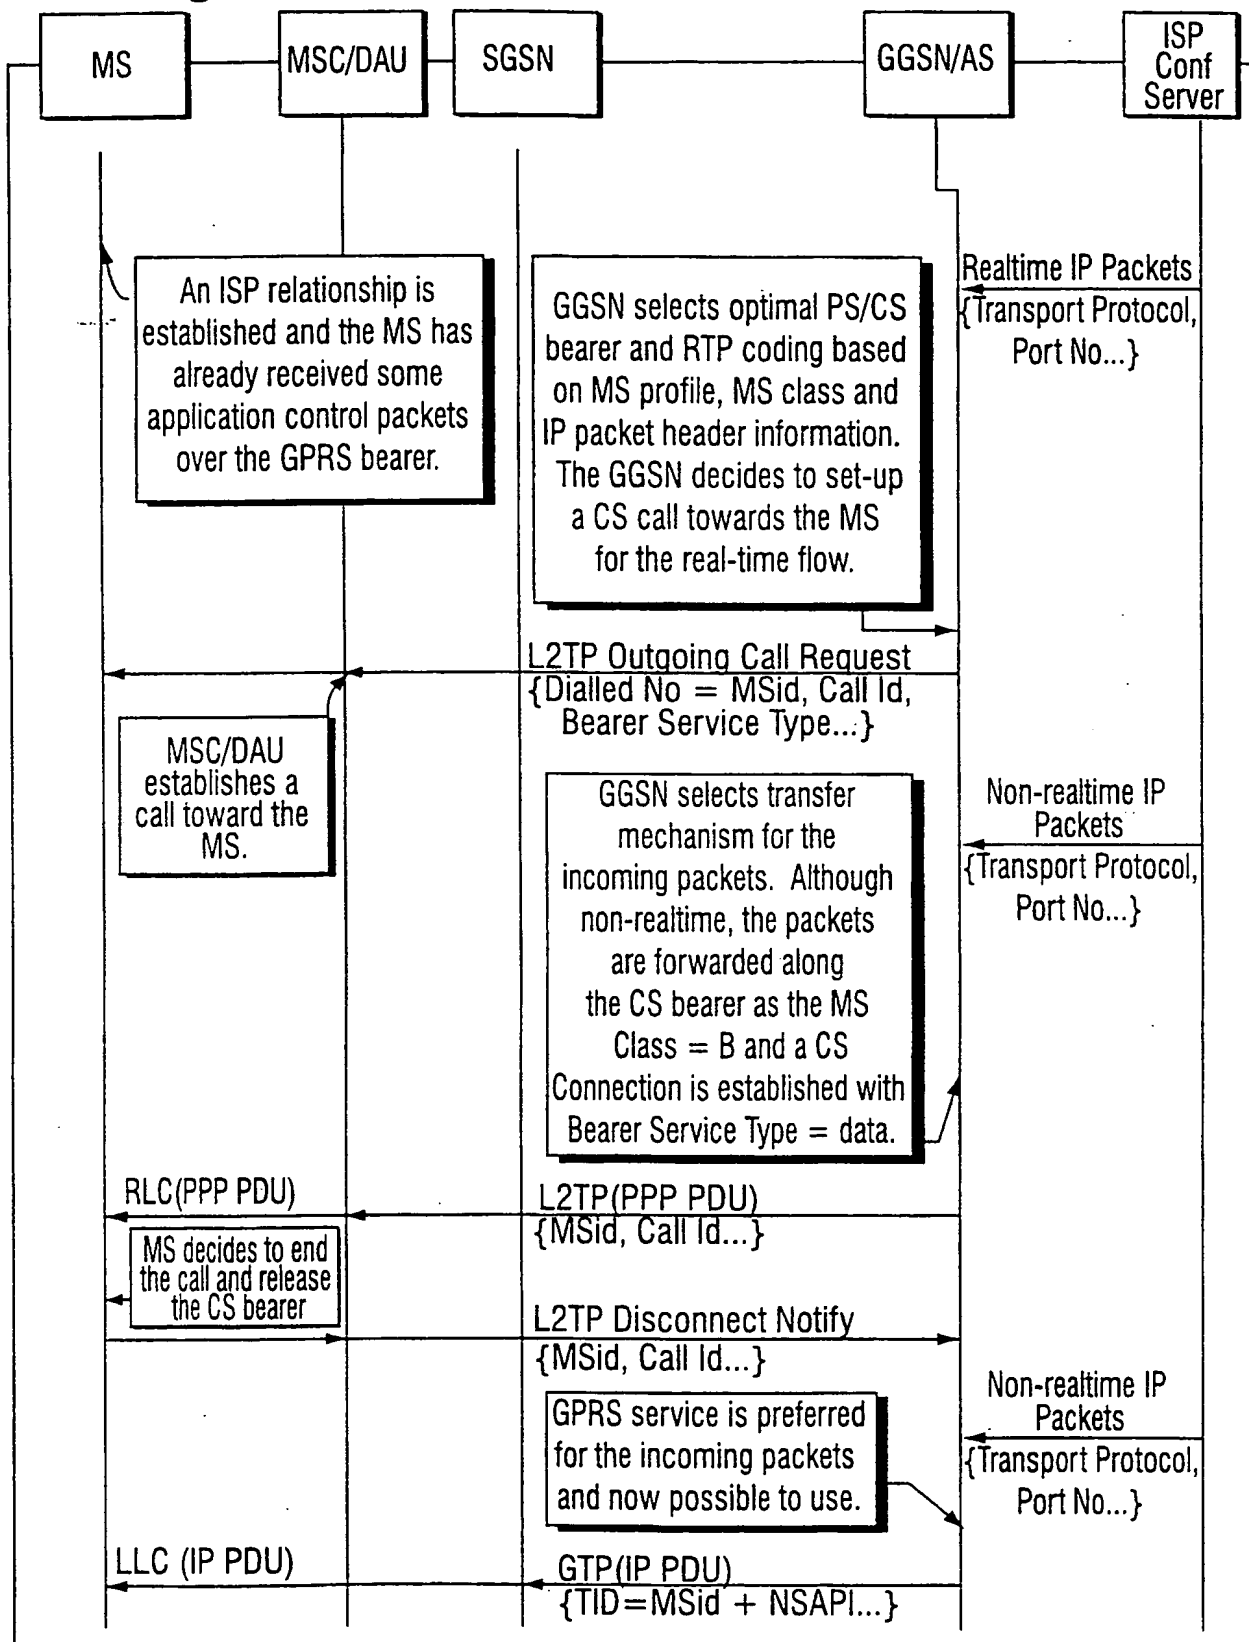 MS
MSC/DAU
SGSN
GGSN/AS
ISP
Conf
Server
An ISP relationship is
established and the MS has
already received some
application control packets
over the GPRS bearer.
GGSN selects optimal PS/CS
bearer and RTP coding based
on MS profile, MS class and
IP packet header information.
The GGSN decides to set-up
a CS call towards the MS
for the real-time flow.
Realtime IP Packets
{Transport Protocol,
Port No...}
L2TP Outgoing Call Request
{Dialled No = MSid, Call Id,
Bearer Service Type...}
MSC/DAU
establishes a
call toward the
MS.
GGSN selects transfer
mechanism for the
incoming packets. Although
non-realtime, the packets
are forwarded along
the CS bearer as the MS
Class = B and a CS
Connection is established with
Bearer Service Type = data.
Non-realtime IP
Packets
{Transport Protocol,
Port No...}
RLC(PPP PDU)
L2TP(PPP PDU)
{MSid, Call Id...}
MS decides to end
the call and release
the CS bearer
L2TP Disconnect Notify
{MSid, Call Id...}
GPRS service is preferred
for the incoming packets
and now possible to use.
Non-realtime IP
Packets
{Transport Protocol,
Port No...}
LLC (IP PDU)
GTP(IP PDU)
{TID=MSid + NSAPI...}